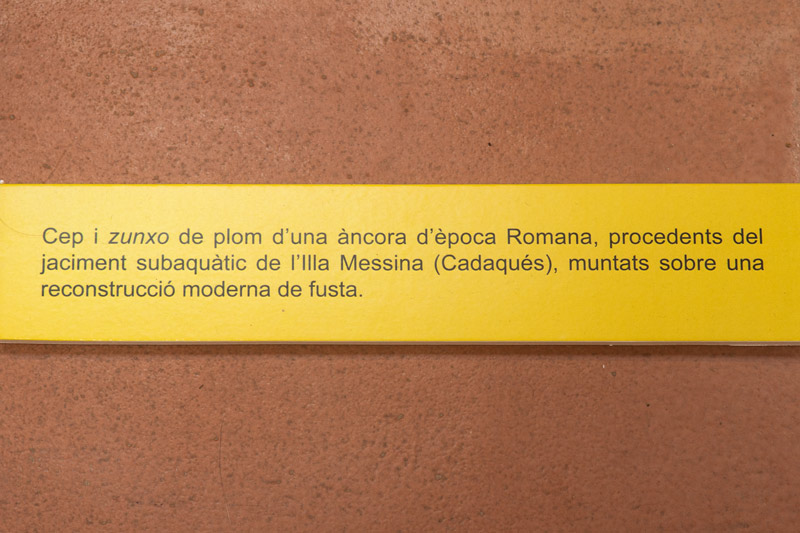 Cep i zunxo de plom d’una àncora d’època Romana, procedents del
jaciment subaquàtic de l’Illa Messina (Cadaqués), muntats sobre una
reconstrucció moderna de fusta.